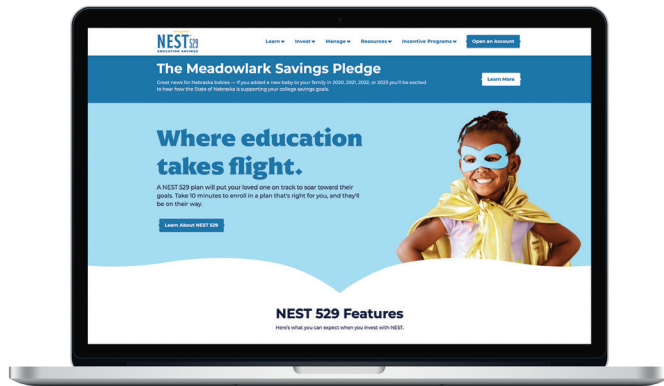 NEST 529
EDUCATION SAVINGS
Learn Invest Manage Resources Incentive Programs Open an Account
The Meadowlark Savings Pledge
Great news for Nebraska babies — if you added a new baby to your family in 2020, 2021, 2022, or 2023 you'll be excited
to hear how the State of Nebraska is supporting your college savings goals.
Learn More
Where education
takes flight.
A NEST 529 plan will put your loved one on track to soar toward their
goals. Take 10 minutes to enroll in a plan that's right for you, and they'll
be on their way.
Learn About NEST 529
NEST 529 Features
Here's what you can expect when you invest with NEST.